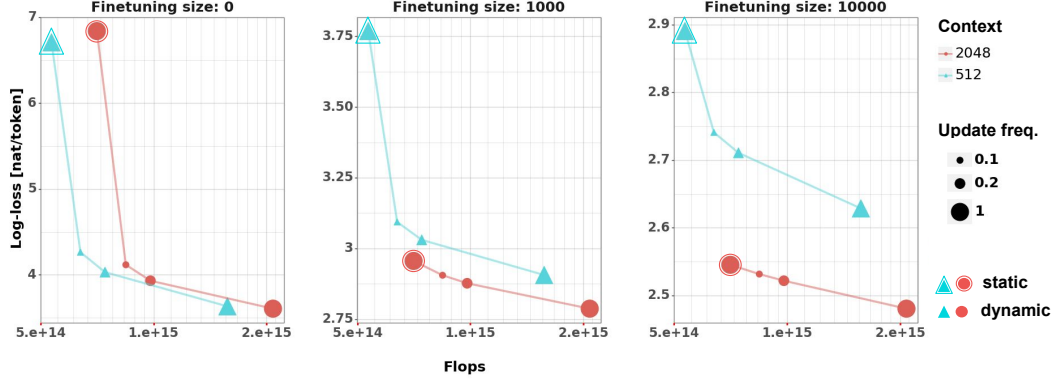 Finetuning size: 0
Finetuning size: 1000
Finetuning size: 10000
Log-loss [nat/token]
7
6
5
4
5.e+14
1.e+15
2.e+15
3.75
3.50
3.25
3
2.75
5.e+14
1.e+15
2.e+15
2.9
2.8
2.7
2.6
2.5
5.e+14
1.e+15
2.e+15
Flops
Context
2048
512
Update freq.
0.1
0.2
1
static
dynamic